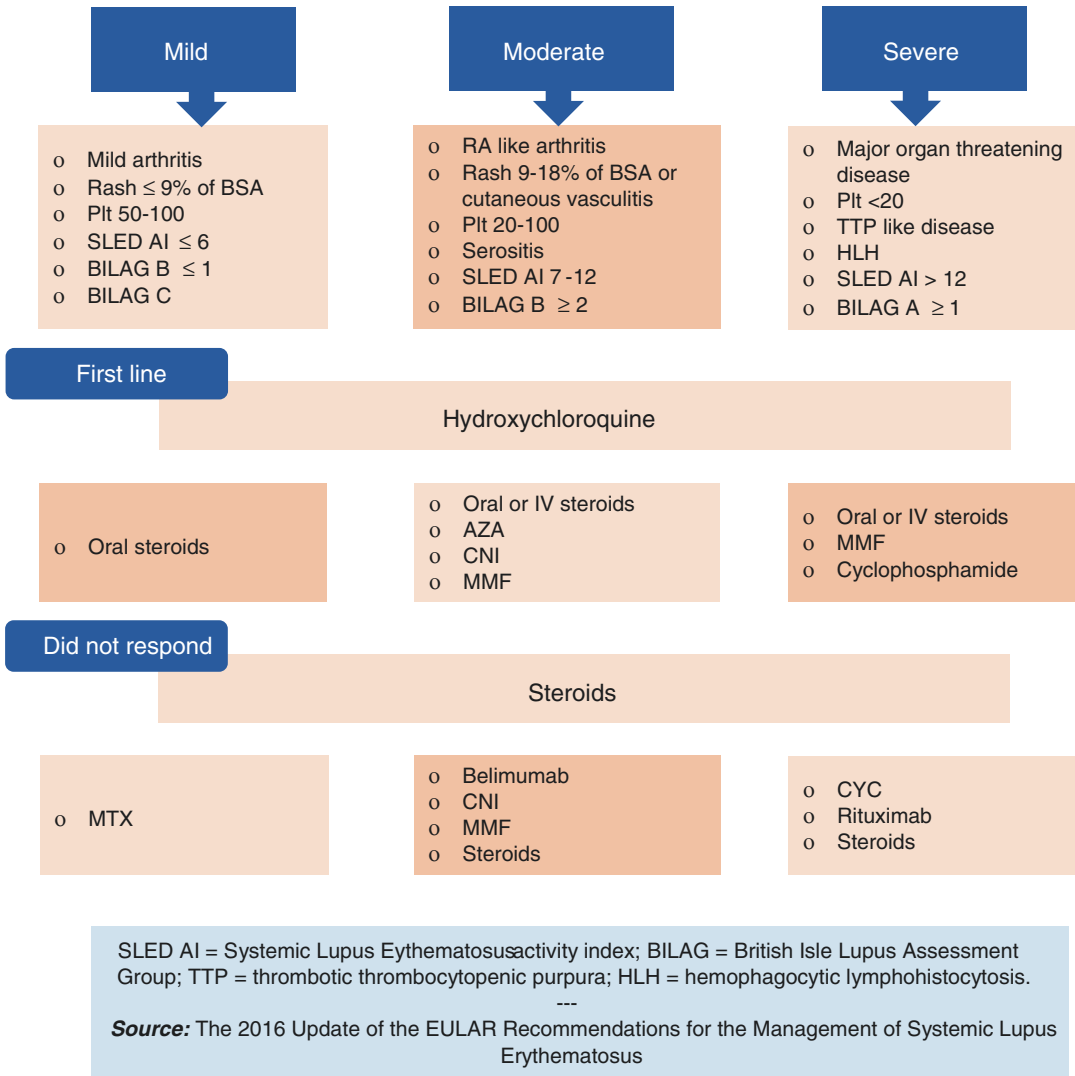 Mild
Moderate
Severe
o Mild arthritis
o Rash ≤ 9% of BSA
o Plt 50-100
o SLED AI ≤ 6
o BILAG B ≤ 1
o BILAG C
o RA like arthritis
o Rash 9-18% of BSA or
cutaneous vasculitis
o Plt 20-100
o Serositis
o SLED AI 7 -12
o BILAG B ≥ 2
o Major organ threatening
disease
o Plt <20
o TTP like disease
o HLH
o SLED AI > 12
o BILAG A ≥ 1
First line
Hydroxychloroquine
o Oral steroids
o Oral or IV steroids
o AZA
o CNI
o MMF
o Oral or IV steroids
o MMF
o Cyclophosphamide
Did not respond
Steroids
o MTX
o Belimumab
o CNI
o MMF
o Steroids
o CYC
o Rituximab
o Steroids
SLED AI = Systemic Lupus Eythematosusactivity index; BILAG = British Isle Lupus Assessment
Group; TTP = thrombotic thrombocytopenic purpura; HLH = hemophagocytic lymphohistocytosis.
---
Source: The 2016 Update of the EULAR Recommendations for the Management of Systemic Lupus
Erythematosus